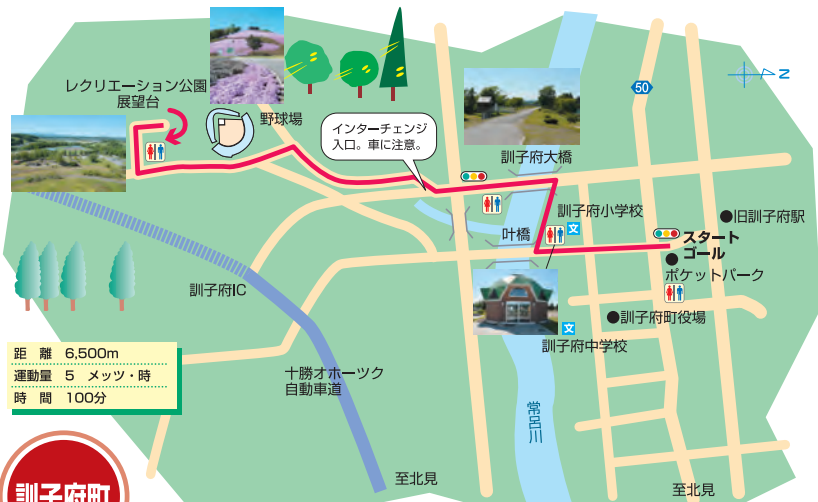 レクリエーション公園
展望台
野球場
インターチェンジ
入口。車に注意。
訓子府大橋
50
N
訓子府小学校
文
叶橋
旧訓子府駅
スタート
ゴール
ポケットパーク
訓子府町役場
文
訓子府中学校
訓子府IC
十勝オホーツク
自動車道
常呂川
至北見
至北見
距 離 6,500m
運動量 5 メッツ・時
時 間 100分
訓子府町